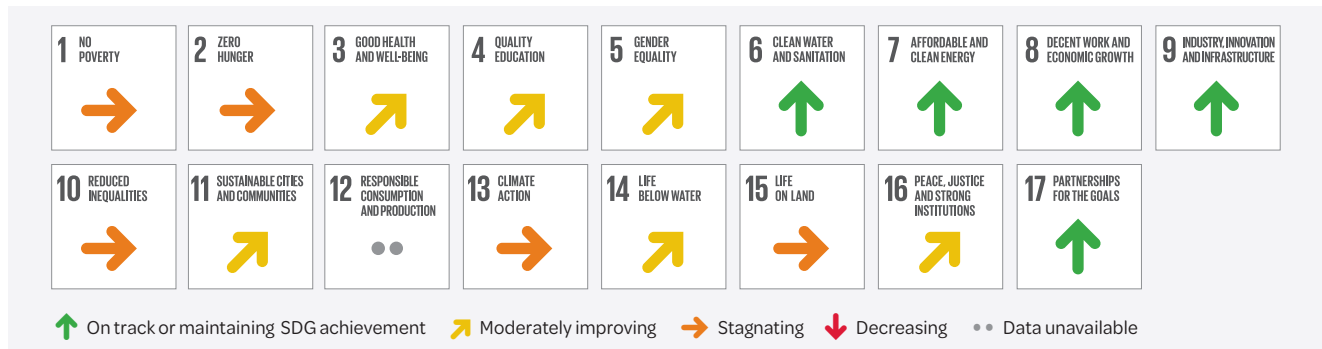 1 NO
POVERTY
2 ZERO
HUNGER
3 GOOD HEALTH
AND WELL-BEING
4 QUALITY
EDUCATION
5 GENDER
EQUALITY
6 CLEAN WATER
AND SANITATION
7 AFFORDABLE AND
CLEAN ENERGY
8 DECENT WORK AND
ECONOMIC GROWTH
9 INDUSTRY, INNOVATION
AND INFRASTRUCTURE
10 REDUCED
INEQUALITIES
11 SUSTAINABLE CITIES
AND COMMUNITIES
12 RESPONSIBLE
CONSUMPTION
AND PRODUCTION
13 CLIMATE
ACTION
14 LIFE
BELOW WATER
15 LIFE
ON LAND
16 PEACE, JUSTICE
AND STRONG
INSTITUTIONS
17 PARTNERSHIPS
FOR THE GOALS
On track or maintaining SDG achievement
Moderately improving
Stagnating
Decreasing
Data unavailable